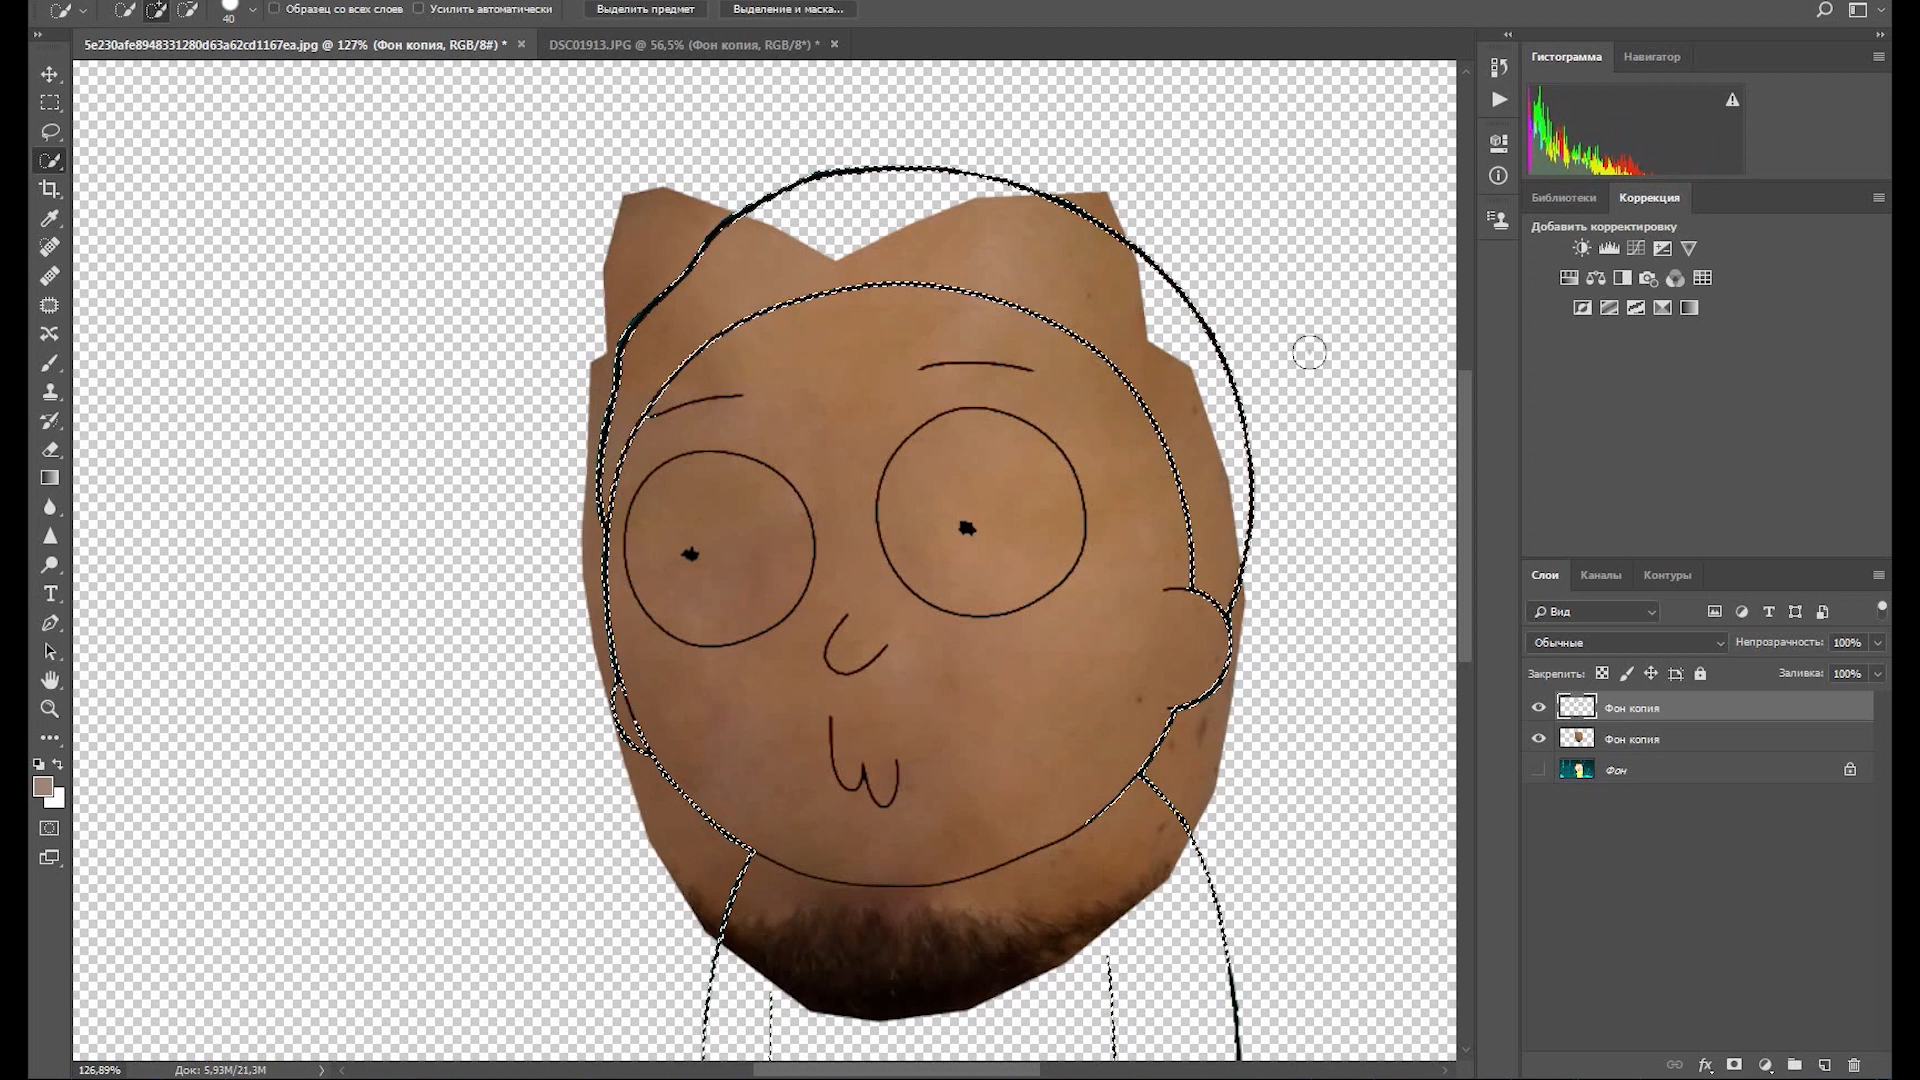 Образец со всех слоев
Усилить автоматически
Выделить предмет
Выделение и маска...
40
5e230afe8948331280d63a62cd1167ea.jpg @ 127% (Фон копия, RGB/8#) *
DSC01913.JPG @ 56,5% (Фон копия, RGB/8*) *
Гистограмма
Навигатор
Библиотеки
Коррекция
Добавить корректировку
Слои
Каналы
Контуры
Вид
Обычные
Непрозрачность: 100%
Закрепить:
Заливка: 100%
Фон копия
Фон копия
Фон
126,89%
Док: 5,93M/21,3M